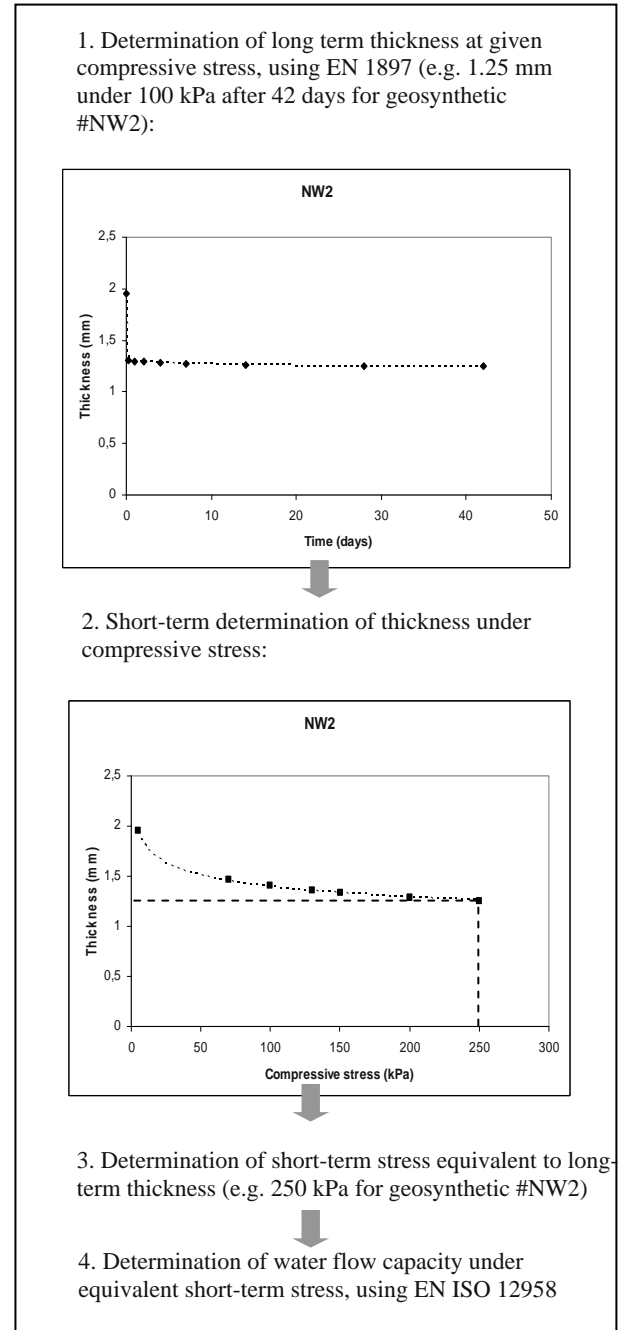 1. Determination of long term thickness at given
compressive stress, using EN 1897 (e.g. 1.25 mm
under 100 kPa after 42 days for geosynthetic
#NW2):
NW2
2,5
2
1,5
1
0,5
0
Thickness (mm)
0 10 20 30 40 50
Time (days)
2. Short-term determination of thickness under
compressive stress:
NW2
2,5
2
1,5
1
0,5
0
Thickness (mm)
0 50 100 150 200 250 300
Compressive stress (kPa)
3. Determination of short-term stress equivalent to long-
term thickness (e.g. 250 kPa for geosynthetic #NW2)
4. Determination of water flow capacity under
equivalent short-term stress, using EN ISO 12958